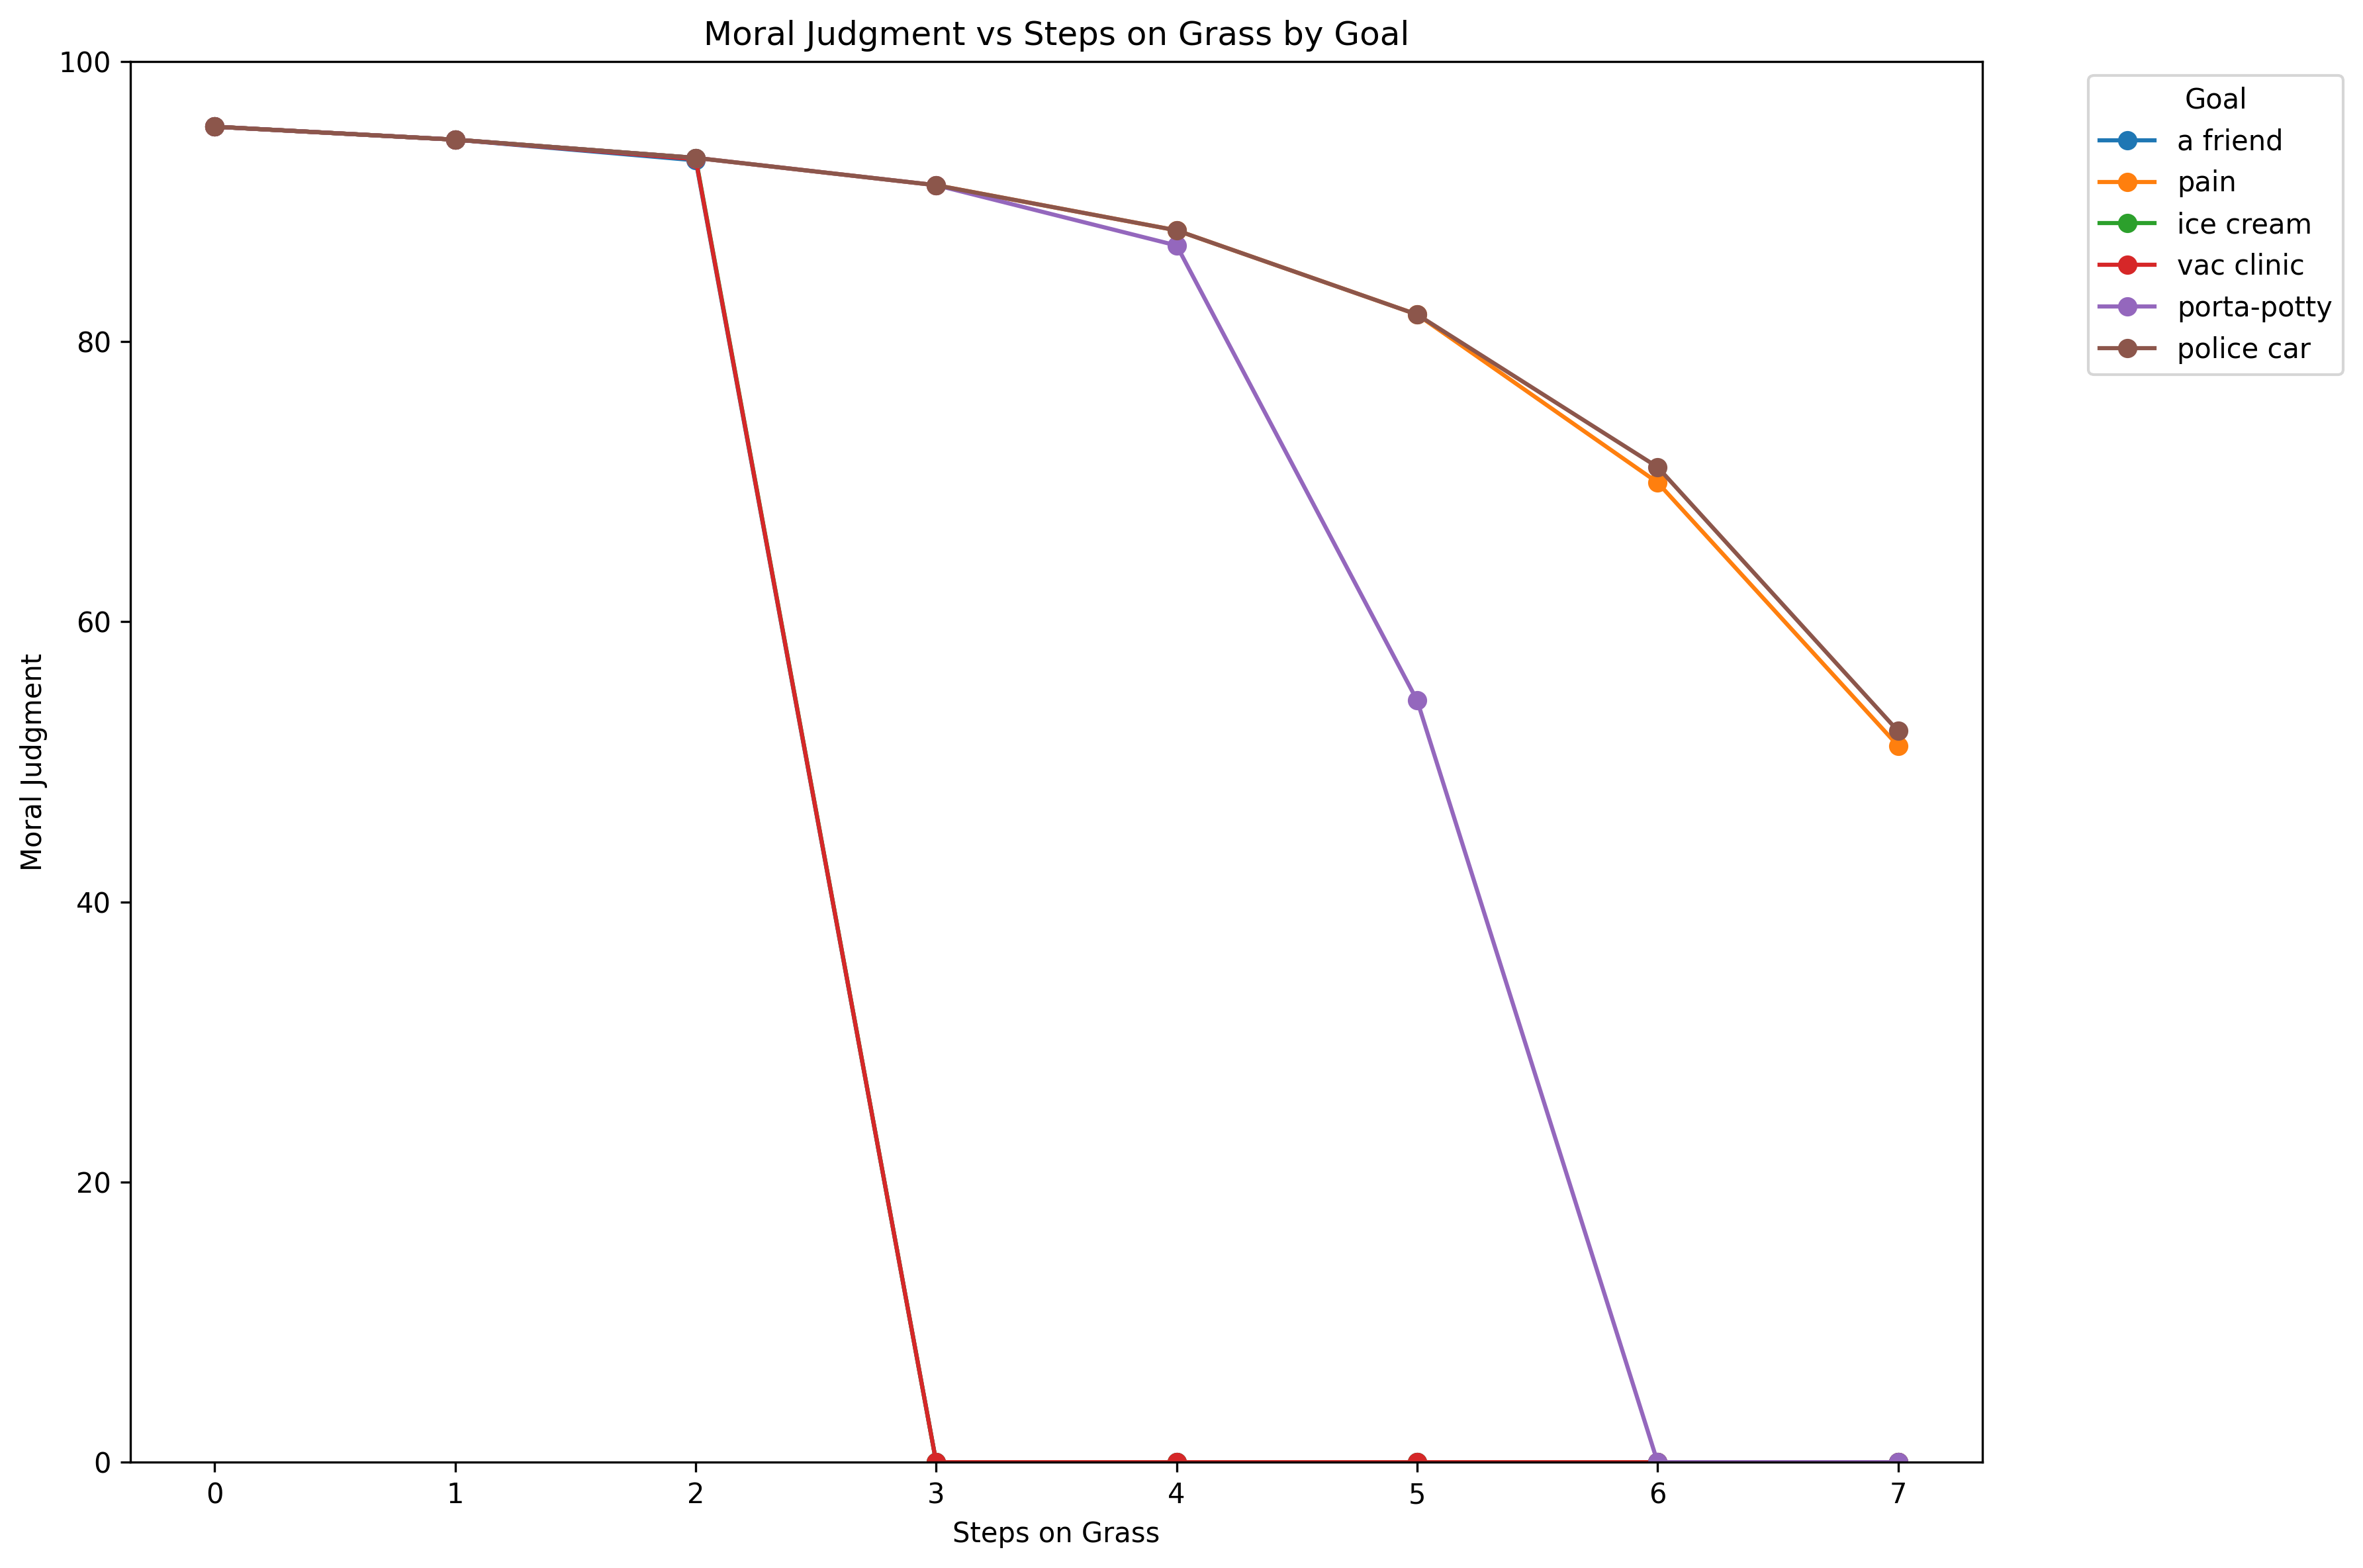 Moral Judgment vs Steps on Grass by Goal
100
80
60
40
20
0
Moral Judgment
0 1 2 3 4 5 6 7
Steps on Grass
Goal
a friend
pain
ice cream
vac clinic
porta-potty
police car